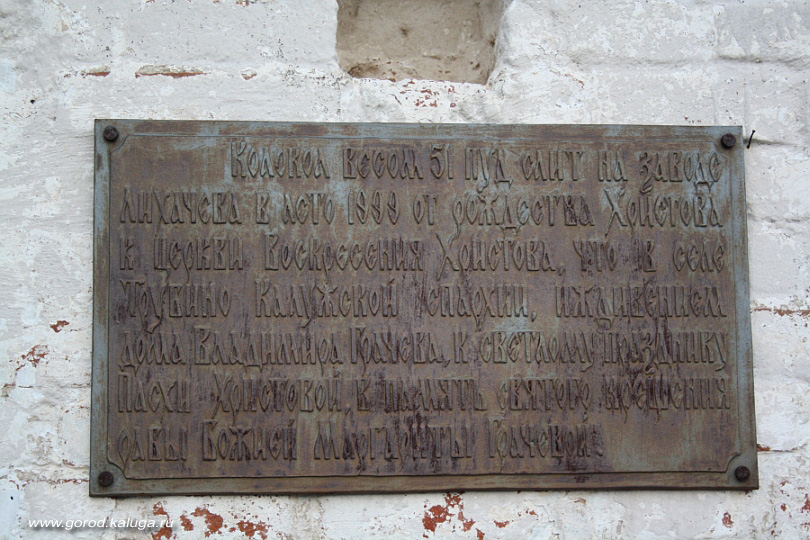 Колокол весом 51 пуд слит на заводе
Лихачева в лето 1999 от рождества Христова
к церкви Воскресения Христова, что в селе
Трубино Калужской епархии, иждивением
дома Владимира Грачева, к светлому празднику
Пасхи Христовой, в память святого крещения
рабы Божией Маргариты Грачевой.
www.gorod.kaluga.ru